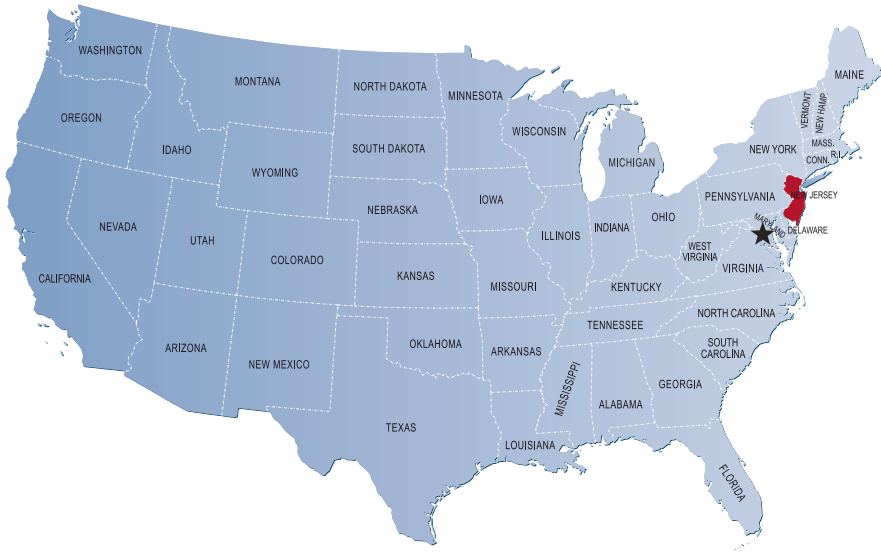 WASHINGTON
OREGON
CALIFORNIA
NEVADA
IDAHO
MONTANA
WYOMING
UTAH
COLORADO
ARIZONA
NEW MEXICO
NORTH DAKOTA
SOUTH DAKOTA
NEBRASKA
KANSAS
OKLAHOMA
TEXAS
MINNESOTA
IOWA
MISSOURI
ARKANSAS
LOUISIANA
WISCONSIN
ILLINOIS
MICHIGAN
INDIANA
OHIO
KENTUCKY
TENNESSEE
MISSISSIPPI
ALABAMA
GEORGIA
FLORIDA
SOUTH
CAROLINA
NORTH CAROLINA
VIRGINIA
WEST
VIRGINIA
MARYLAND
DELAWARE
NEW JERSEY
PENNSYLVANIA
NEW YORK
CONN.
R.I.
MASS.
VERMONT
NEW HAMP.
MAINE